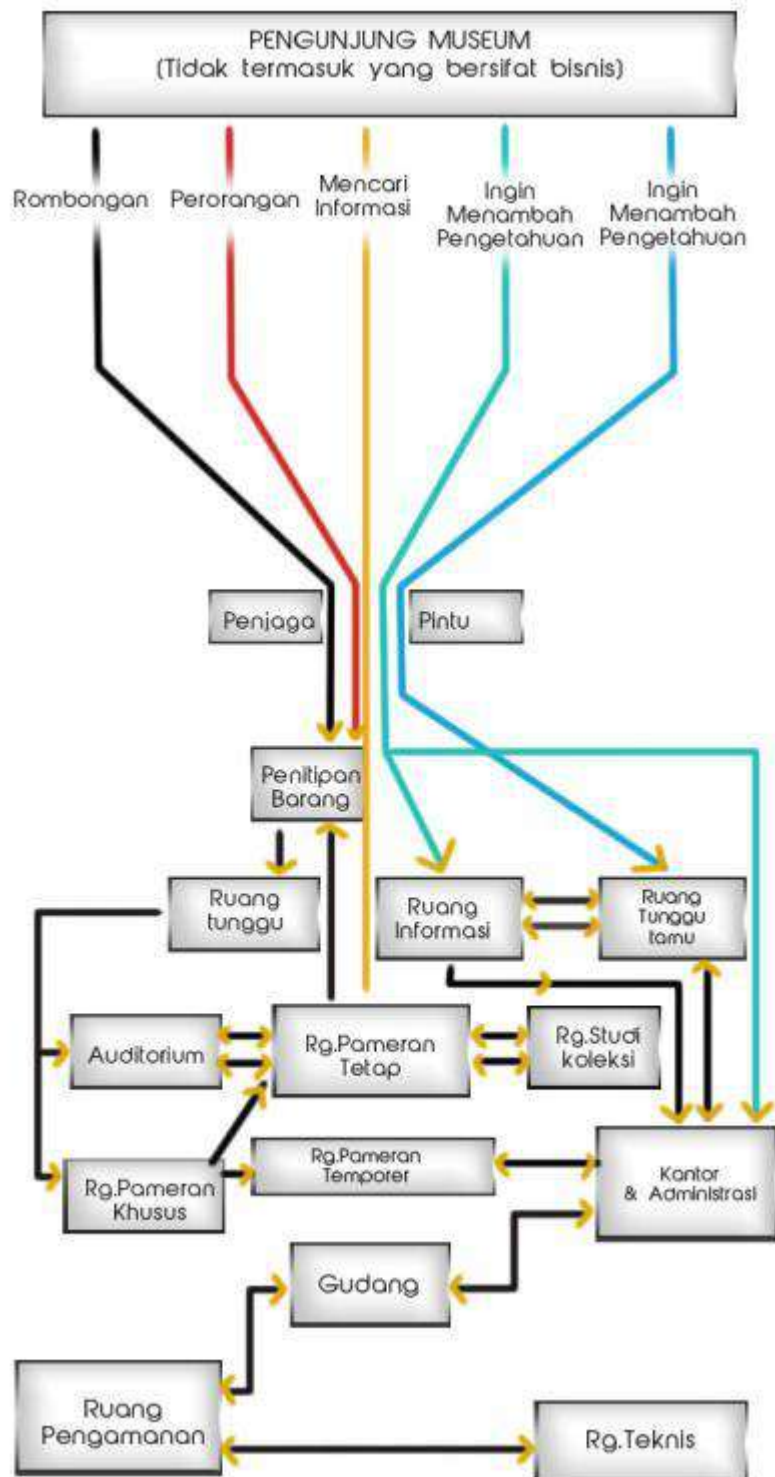 PENGUNJUNG MUSEUM
(Tidak termasuk yang bersifat bisnis)
Rombongan
Perorangan
Mencari
Informasi
Ingin
Menambah
Pengetahuan
Ingin
Menambah
Pengetahuan
Penjaga
Pintu
Penitipan
Barang
Ruang
tunggu
Ruang
Informasi
Ruang
Tunggu
tamu
Auditorium
Rg.Pameran
Tetap
Rg.Studi
koleksi
Rg.Pameran
Khusus
Rg.Pameran
Temporer
Kantor
& Administrasi
Gudang
Ruang
Pengamanan
Rg.Teknis